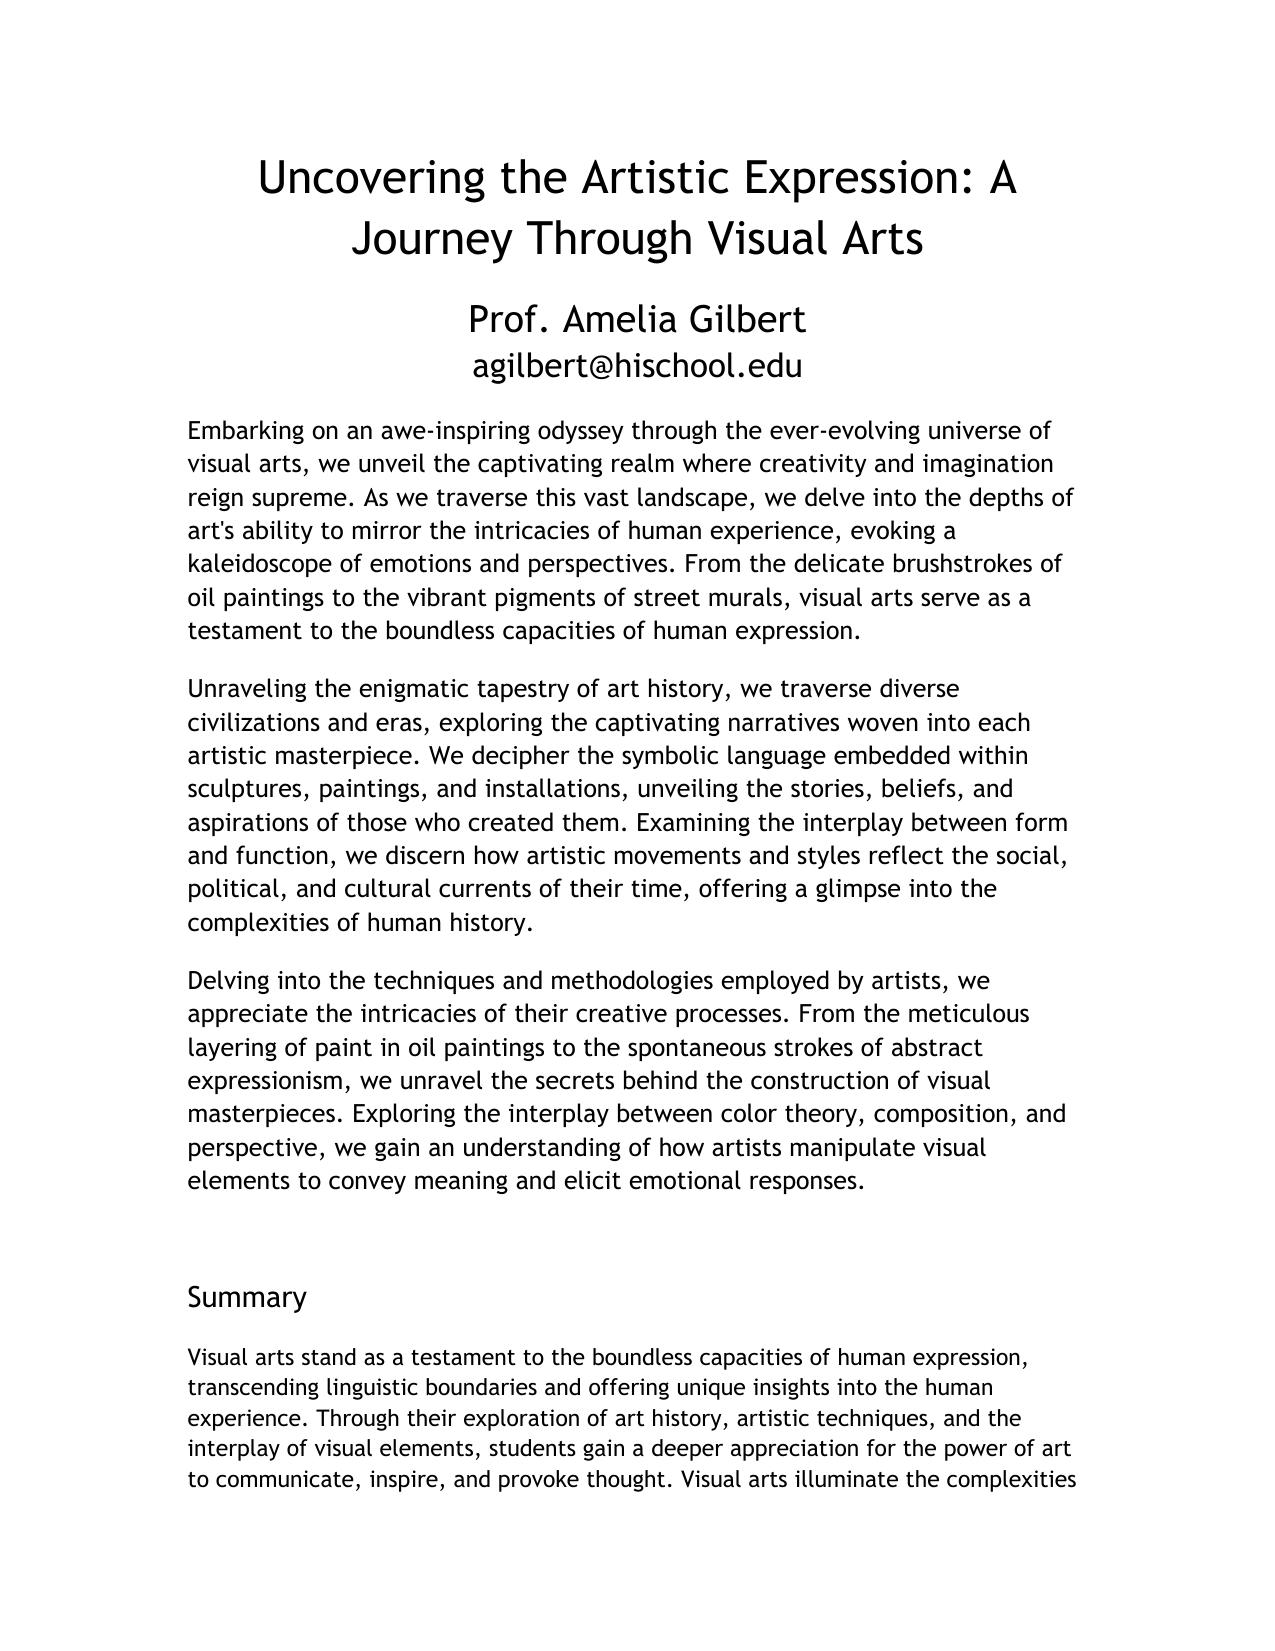 Uncovering the Artistic Expression: A
Journey Through Visual Arts
Prof. Amelia Gilbert
agilbert@hischool.edu
Embarking on an awe-inspiring odyssey through the ever-evolving universe of
visual arts, we unveil the captivating realm where creativity and imagination
reign supreme. As we traverse this vast landscape, we delve into the depths of
art's ability to mirror the intricacies of human experience, evoking a
kaleidoscope of emotions and perspectives. From the delicate brushstrokes of
oil paintings to the vibrant pigments of street murals, visual arts serve as a
testament to the boundless capacities of human expression.
Unraveling the enigmatic tapestry of art history, we traverse diverse
civilizations and eras, exploring the captivating narratives woven into each
artistic masterpiece. We decipher the symbolic language embedded within
sculptures, paintings, and installations, unveiling the stories, beliefs, and
aspirations of those who created them. Examining the interplay between form
and function, we discern how artistic movements and styles reflect the social,
political, and cultural currents of their time, offering a glimpse into the
complexities of human history.
Delving into the techniques and methodologies employed by artists, we
appreciate the intricacies of their creative processes. From the meticulous
layering of paint in oil paintings to the spontaneous strokes of abstract
expressionism, we unravel the secrets behind the construction of visual
masterpieces. Exploring the interplay between color theory, composition, and
perspective, we gain an understanding of how artists manipulate visual
elements to convey meaning and elicit emotional responses.
Summary
Visual arts stand as a testament to the boundless capacities of human expression,
transcending linguistic boundaries and offering unique insights into the human
experience. Through their exploration of art history, artistic techniques, and the
interplay of visual elements, students gain a deeper appreciation for the power of art
to communicate, inspire, and provoke thought. Visual arts illuminate the complexities